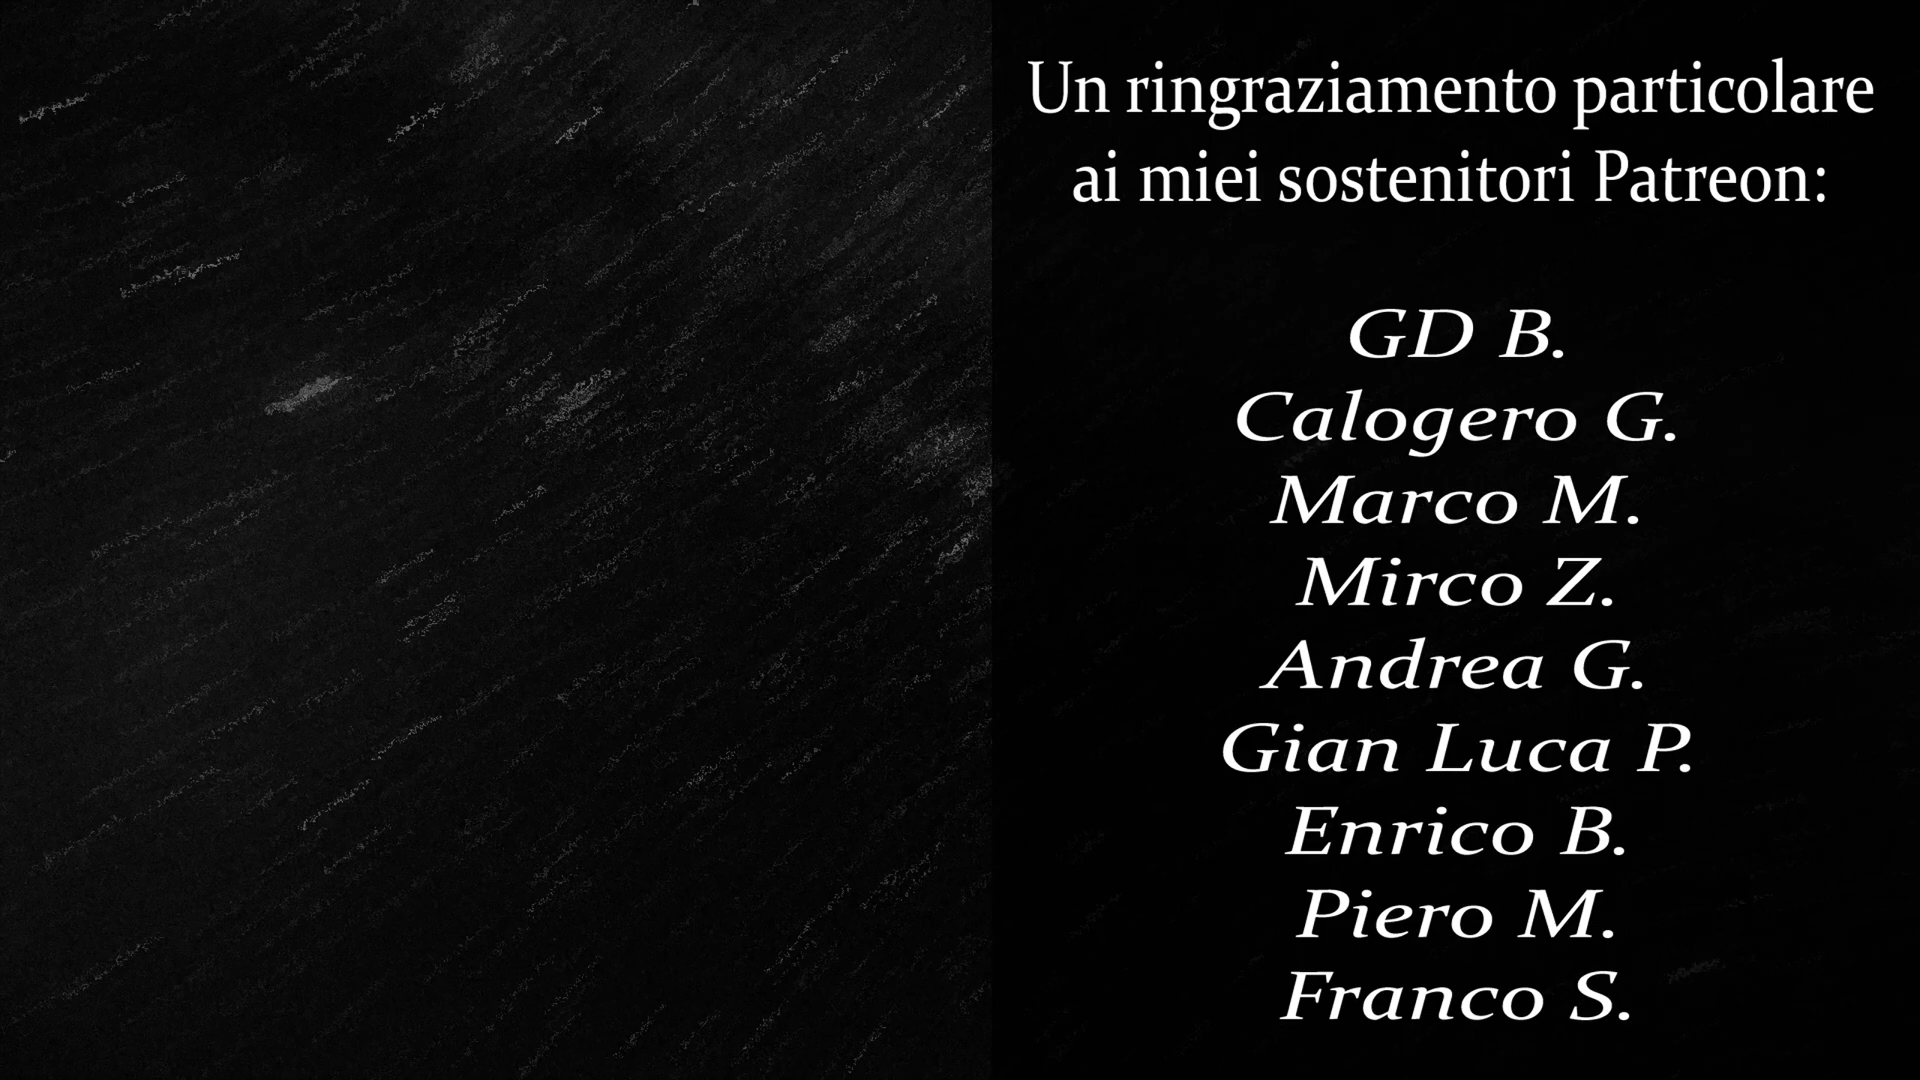 Un ringraziamento particolare
ai miei sostenitori Patreon:
GD B.
Calogero G.
Marco M.
Mirco Z.
Andrea G.
Gian Luca P.
Enrico B.
Piero M.
Franco S.